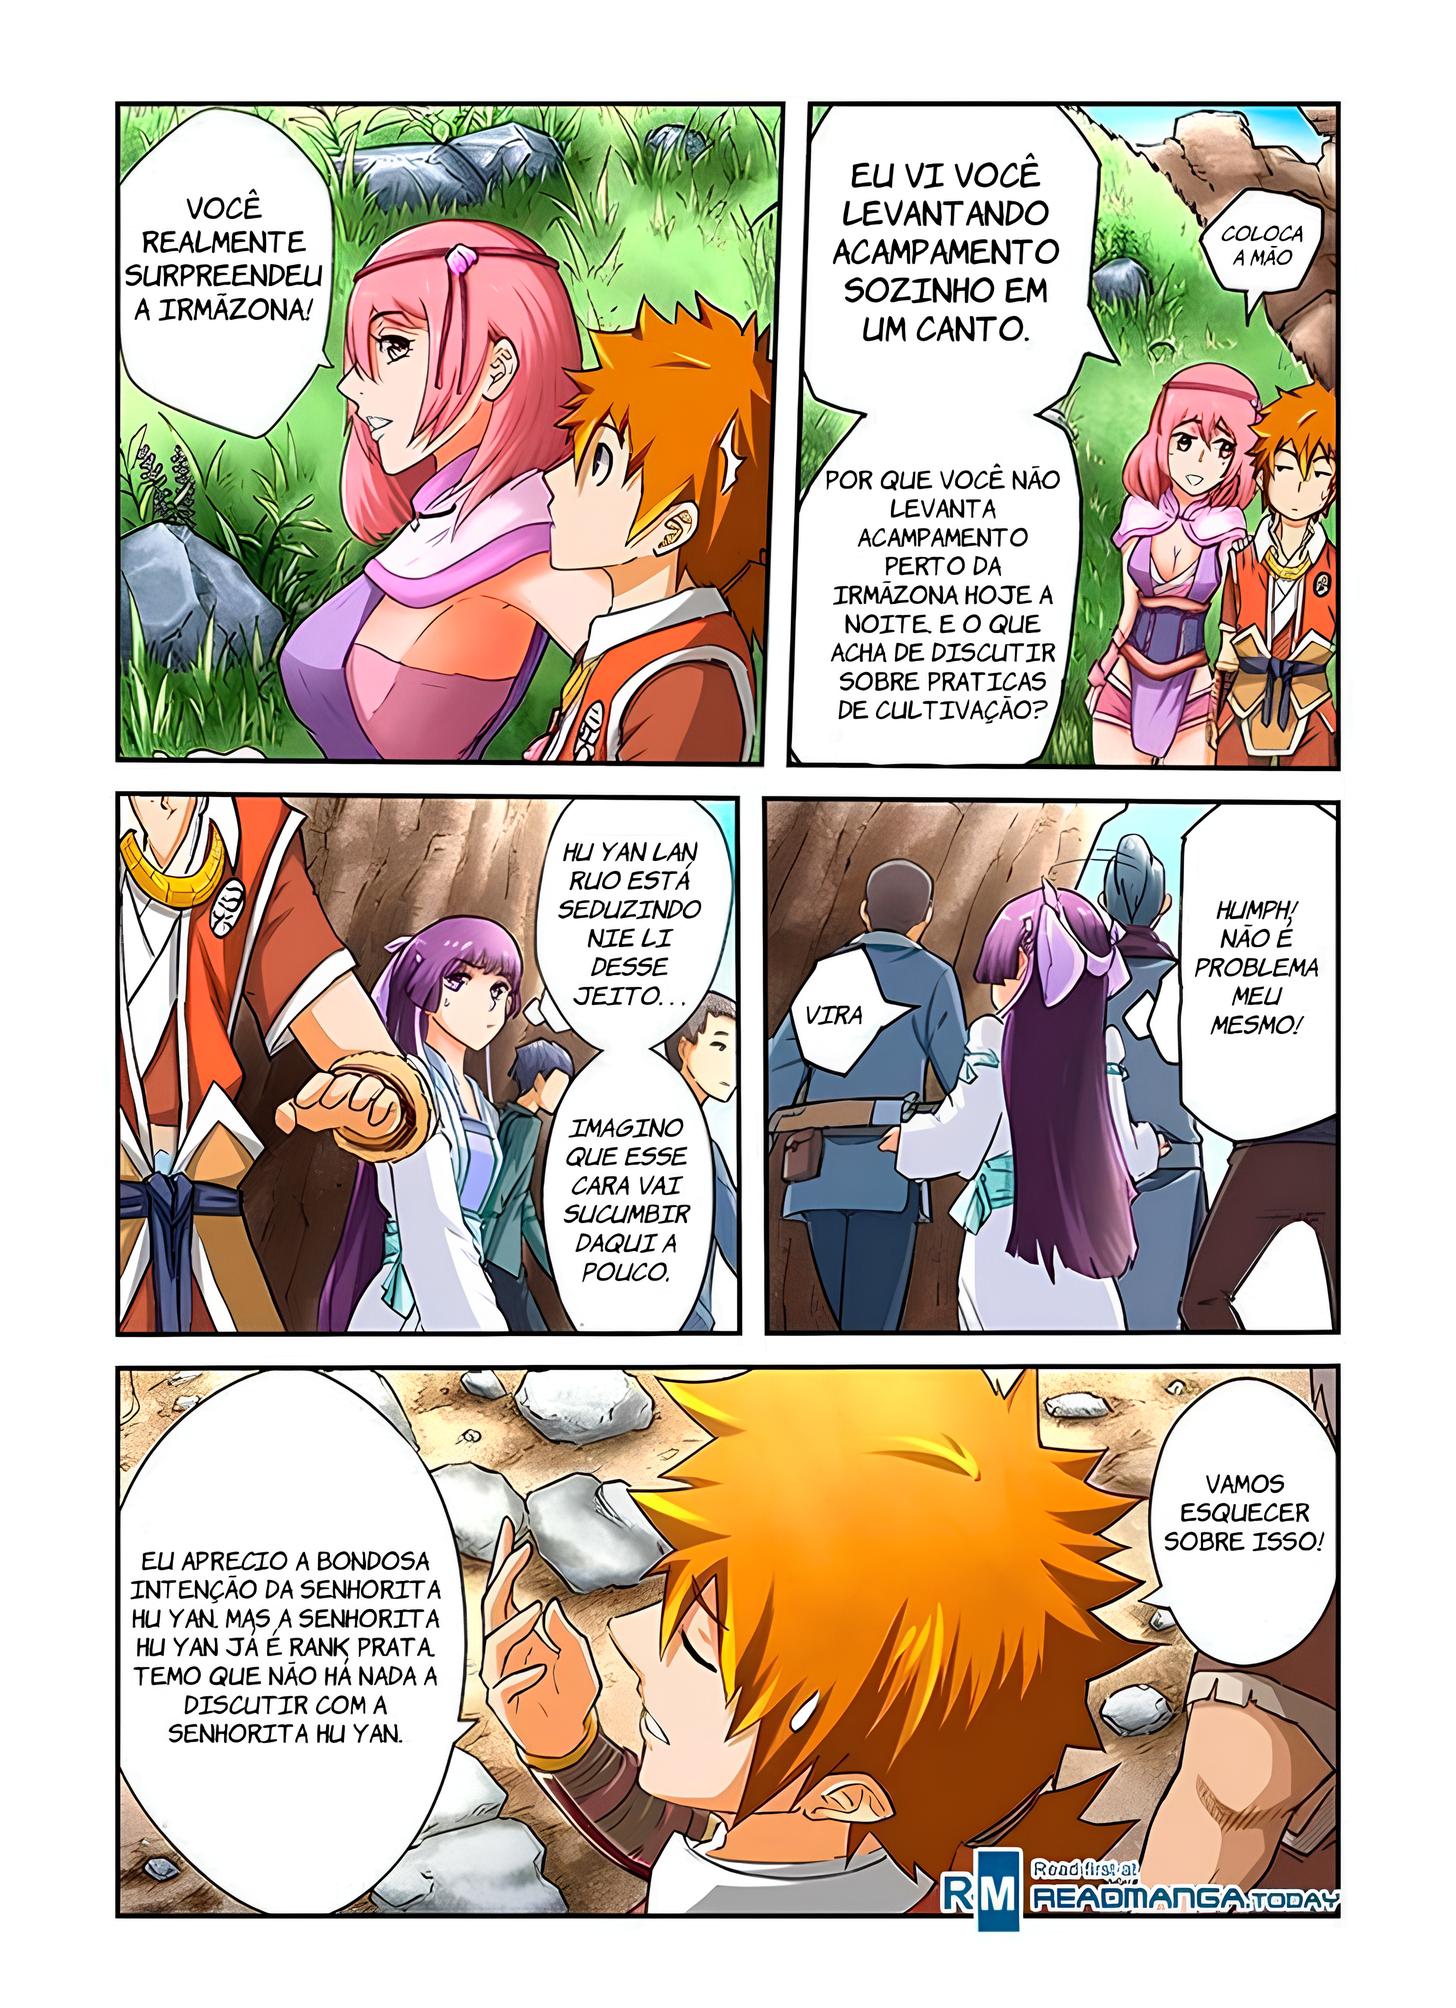 VOCÊ
REALMENTE
SURPREENDEU
A IRMÃZONA!
EU VI VOCÊ
LEVANTANDO
ACAMPAMENTO
SOZINHO EM
UM CANTO.
COLOCA
A MÃO
POR QUE VOCÊ NÃO
LEVANTA
ACAMPAMENTO
PERTO DA
IRMÃZONA HOJE A
NOITE. E O QUE
ACHA DE DISCUTIR
SOBRE PRATICAS
DE CULTIVAÇÃO?
HU YAN LAN
RUO ESTÁ
SEDUZINDO
NIE LI
DESSE
JEITO...
IMAGINO
QUE ESSE
CARA VAI
SUCUMBIR
DAQUI A
POUCO.
VIRA
HUMPH!
NÃO É
PROBLEMA
MEU
MESMO!
EU APRECIO A BONDOSA
INTENÇÃO DA SENHORITA
HU YAN. MAS A SENHORITA
HU YAN JÁ É RANK PRATA.
TEMO QUE NÃO HÁ NADA A
DISCUTIR COM A
SENHORITA HU YAN.
VAMOS
ESQUECER
SOBRE ISSO!
RM
Read first at
READMANGA.TODAY